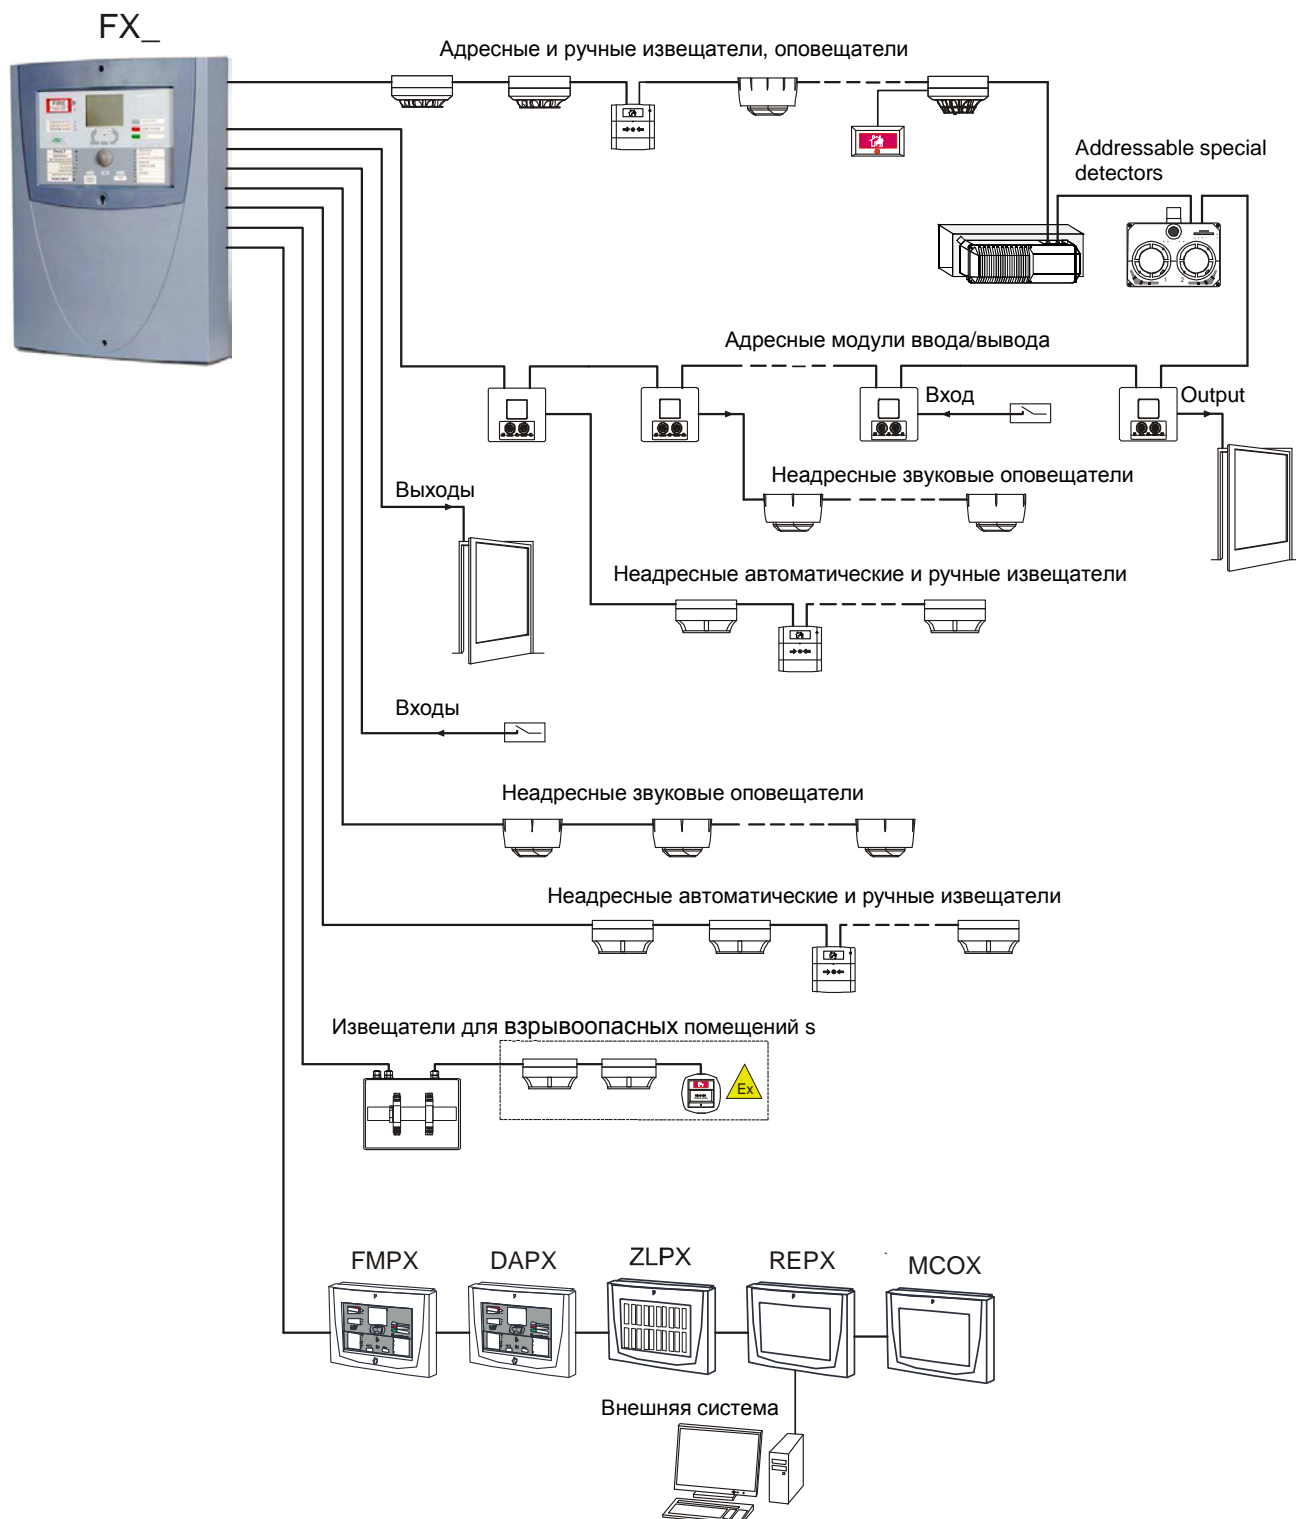 FX_
Адресные и ручные извещатели, оповещатели
FIRE
Addressable special
detectors
Адресные модули ввода/вывода
Вход
Output
Неадресные звуковые оповещатели
Выходы
Неадресные автоматические и ручные извещатели
Входы
Неадресные звуковые оповещатели
Неадресные автоматические и ручные извещатели
Извещатели для взрывоопасных помещений s
Ex
FMPX
DAPX
ZLPX
REPX
MCOX
Внешняя система